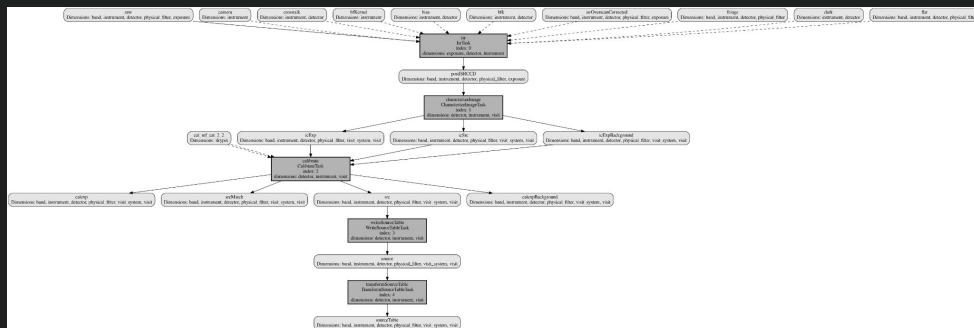 raw
Dimensions: band, instrument, detector, physical_filter, exposure
camera
Dimensions: instrument
crosstalk
Dimensions: instrument, detector
bfKernel
Dimensions: instrument
bias
Dimensions: instrument, detector
bfk
Dimensions: instrument, detector
isrOverscanCorrected
Dimensions: band, instrument, detector, physical_filter, exposure
fringe
Dimensions: band, instrument, detector, physical_filter
dark
Dimensions: instrument, detector
flat
Dimensions: band, instrument, detector, physical_filter
isr
IsrTask
index: 0
dimensions: exposure, detector, instrument
postISRCCD
Dimensions: band, instrument, detector, physical_filter, exposure
characterizeImage
CharacterizeImageTask
index: 1
dimensions: detector, instrument, visit
cal_ref_cat_2_2
Dimensions: skypix
icExp
Dimensions: band, instrument, detector, physical_filter, visit_system, visit
icSrc
Dimensions: band, instrument, detector, physical_filter, visit_system, visit
icExpBackground
Dimensions: band, instrument, detector, physical_filter, visit_system, visit
calibrate
CalibrateTask
index: 2
dimensions: detector, instrument, visit
calexp
Dimensions: band, instrument, detector, physical_filter, visit_system, visit
srcMatch
Dimensions: band, instrument, detector, physical_filter, visit_system, visit
src
Dimensions: band, instrument, detector, physical_filter, visit_system, visit
calexpBackground
Dimensions: band, instrument, detector, physical_filter, visit_system, visit
writeSourceTable
WriteSourceTableTask
index: 3
dimensions: detector, instrument, visit
source
Dimensions: band, instrument, detector, physical_filter, visit_system, visit
transformSourceTable
TransformSourceTableTask
index: 4
dimensions: detector, instrument, visit
sourceTable
Dimensions: band, instrument, detector, physical_filter, visit_system, visit